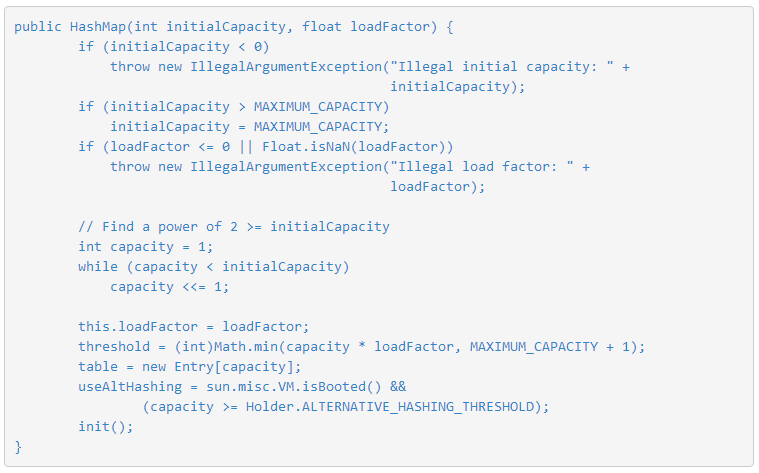 public HashMap(int initialCapacity, float loadFactor) {
        if (initialCapacity < 0)
            throw new IllegalArgumentException("Illegal initial capacity: " +
                                               initialCapacity);
        if (initialCapacity > MAXIMUM_CAPACITY)
            initialCapacity = MAXIMUM_CAPACITY;
        if (loadFactor <= 0 || Float.isNaN(loadFactor))
            throw new IllegalArgumentException("Illegal load factor: " +
                                               loadFactor);

        // Find a power of 2 >= initialCapacity
        int capacity = 1;
        while (capacity < initialCapacity)
            capacity <<= 1;

        this.loadFactor = loadFactor;
        threshold = (int)Math.min(capacity * loadFactor, MAXIMUM_CAPACITY + 1);
        table = new Entry[capacity];
        useAltHashing = sun.misc.VM.isBooted() &&
                (capacity >= Holder.ALTERNATIVE_HASHING_THRESHOLD);
        init();
}